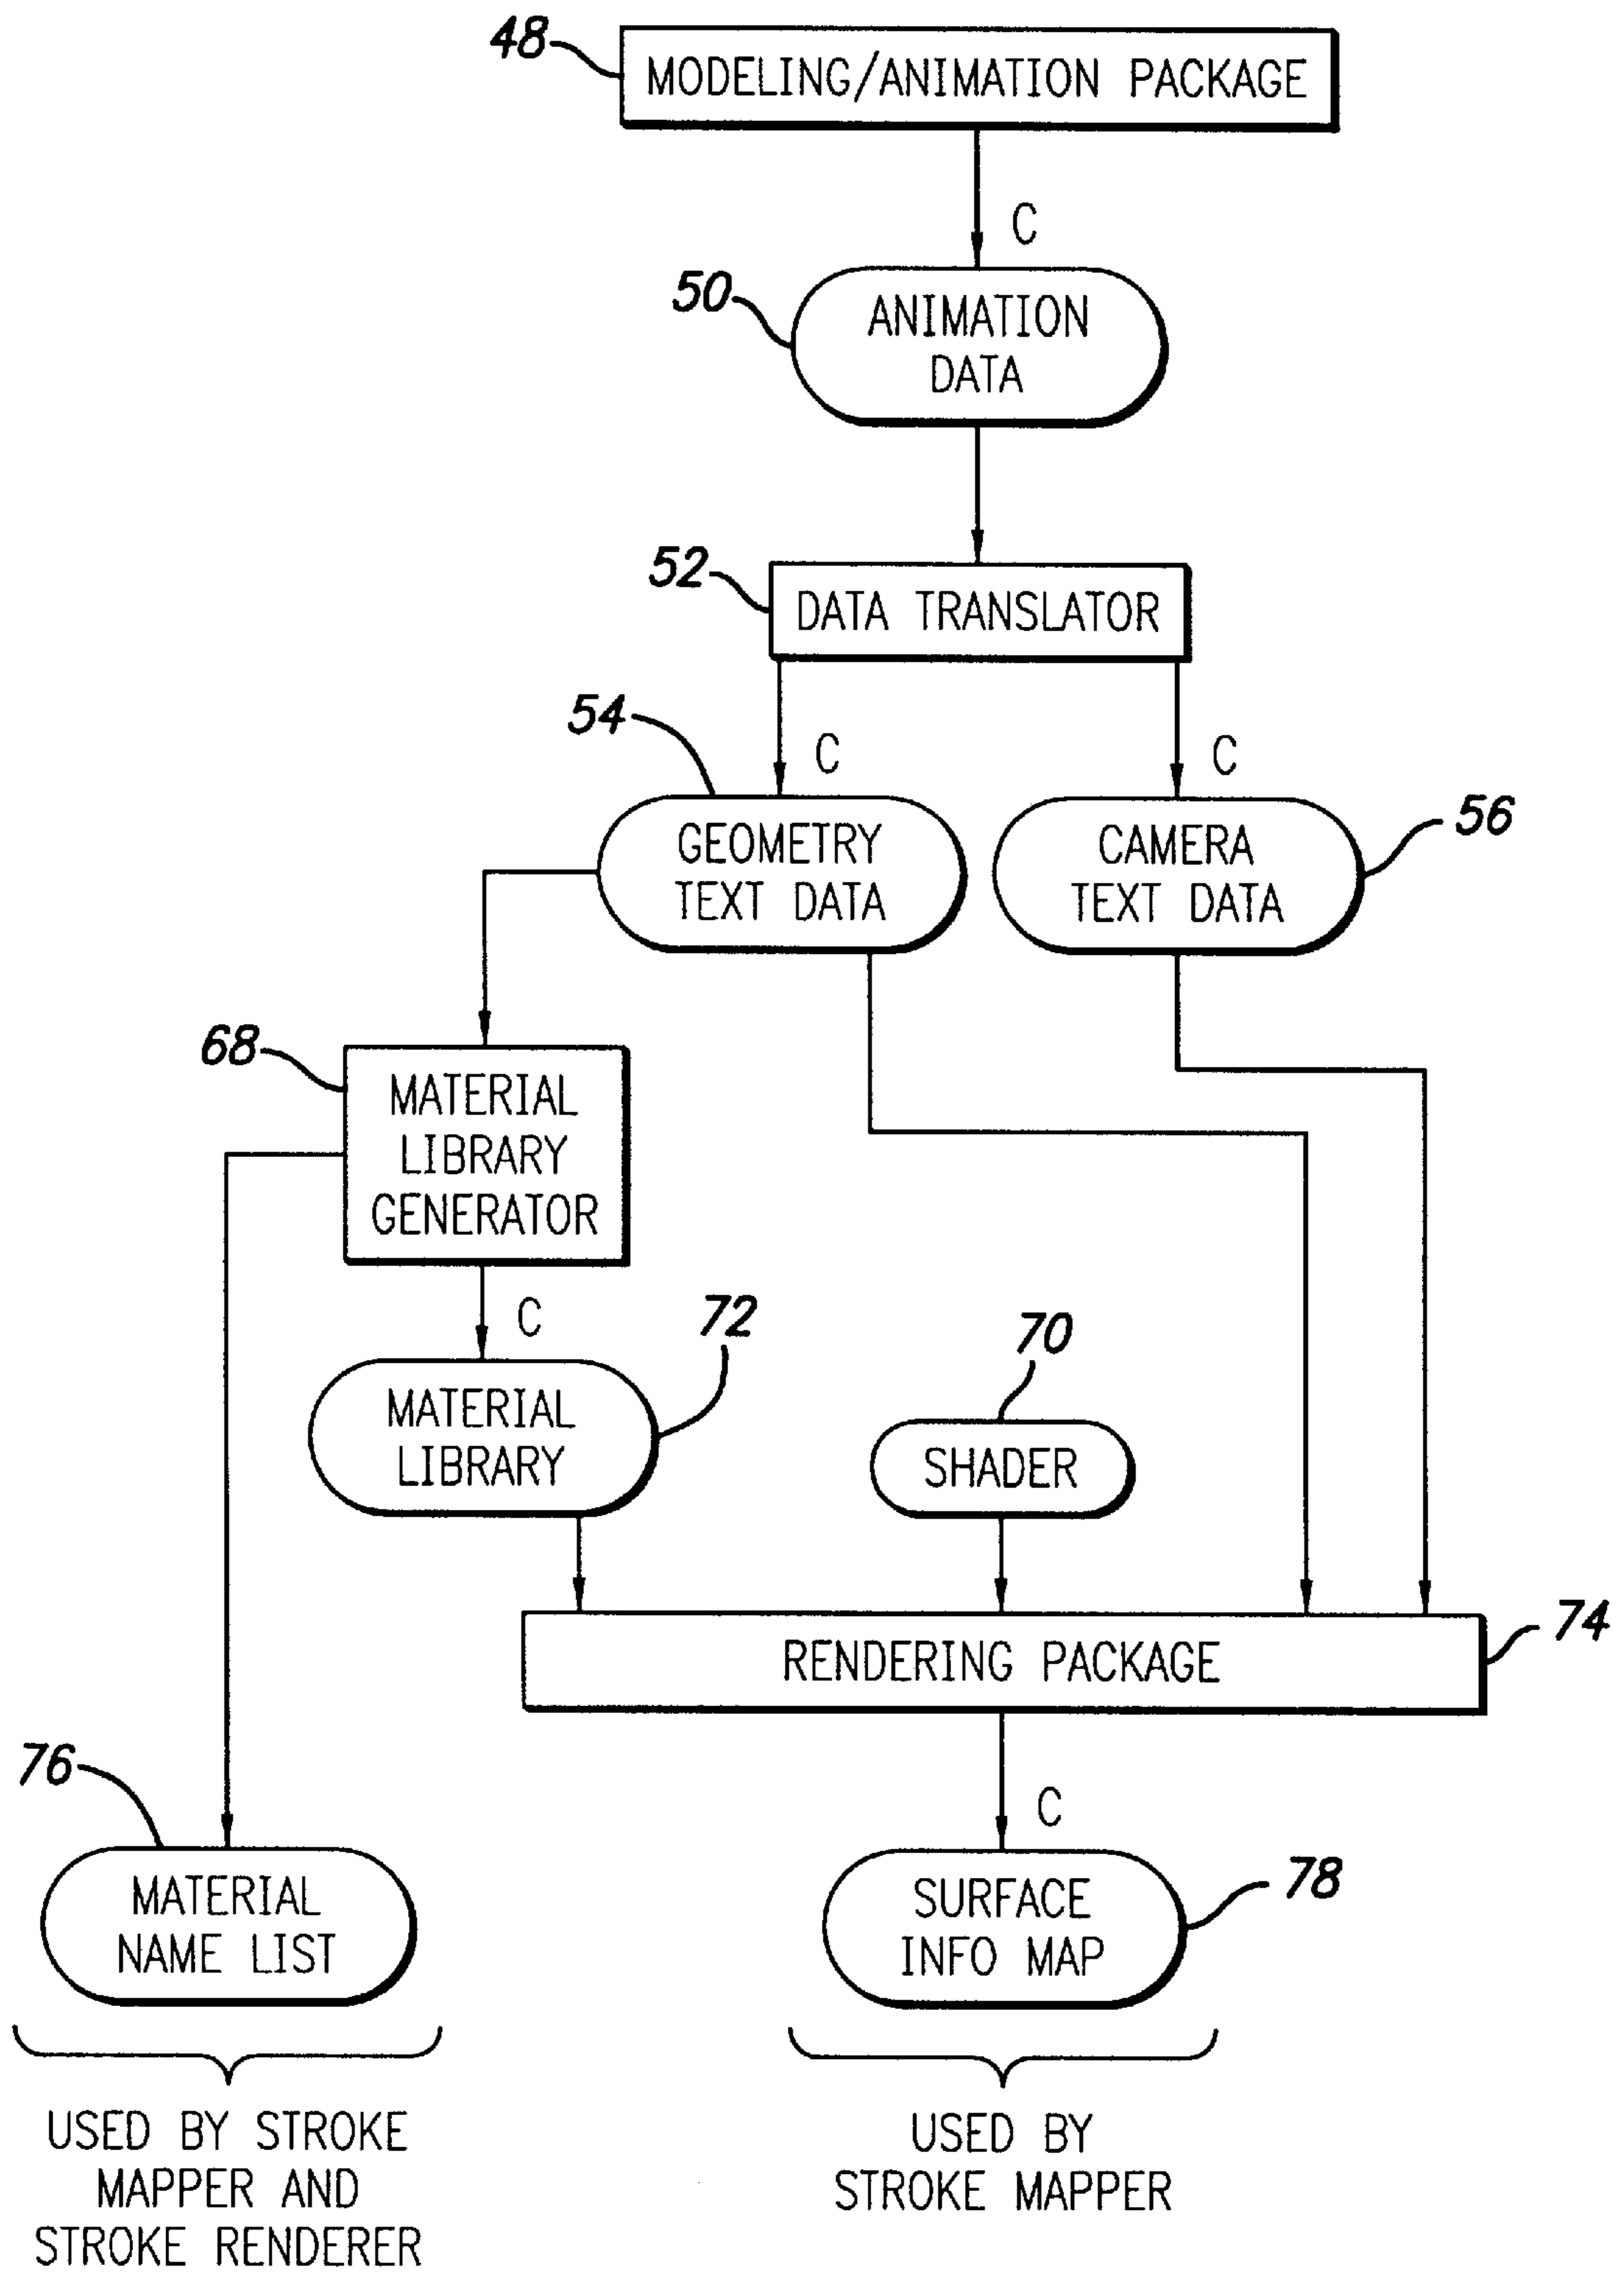 48
MODELING/ANIMATION PACKAGE
C
50
ANIMATION
DATA
52
DATA TRANSLATOR
54
C
C
GEOMETRY
TEXT DATA
CAMERA
TEXT DATA
56
68
MATERIAL
LIBRARY
GENERATOR
C
72
70
MATERIAL
LIBRARY
SHADER
RENDERING PACKAGE
74
76
C
MATERIAL
NAME LIST
SURFACE
INFO MAP
78
USED BY STROKE
MAPPER AND
STROKE RENDERER
USED BY
STROKE MAPPER